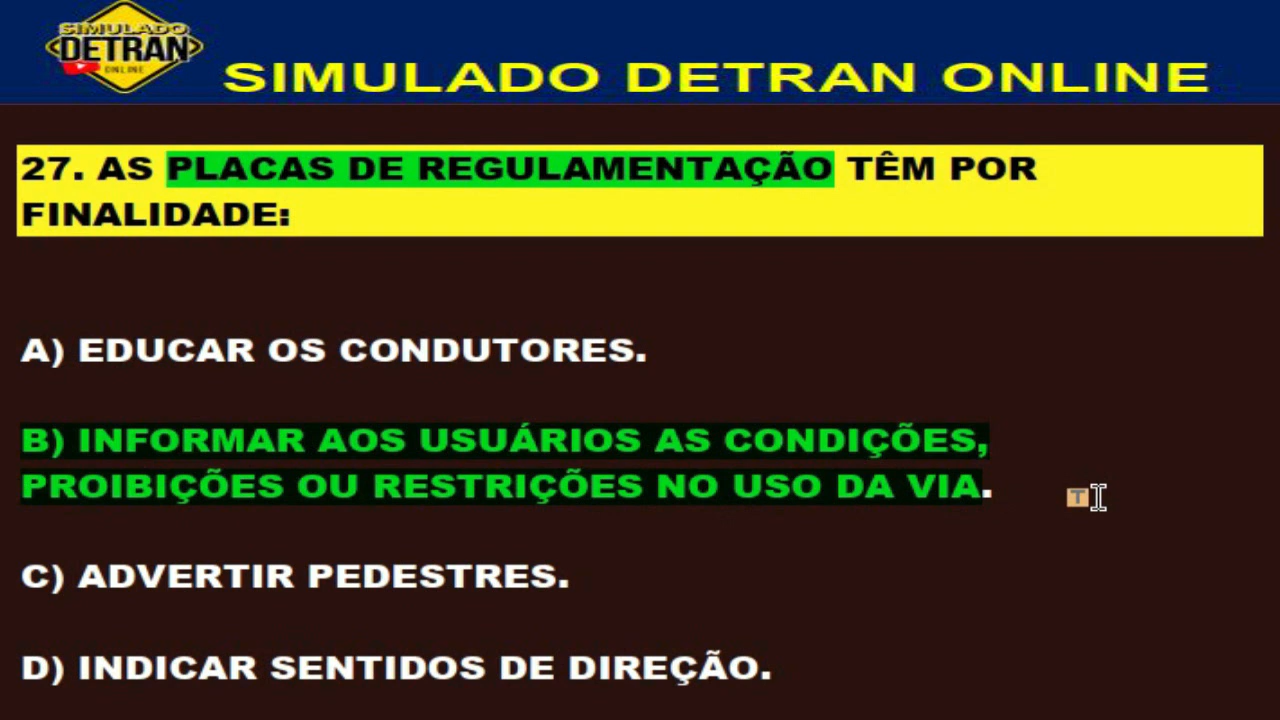 SIMULADO
DETRAN
ONLINE
SIMULADO DETRAN ONLINE
27. AS PLACAS DE REGULAMENTAÇÃO TÊM POR
FINALIDADE:
A) EDUCAR OS CONDUTORES.
B) INFORMAR AOS USUÁRIOS AS CONDIÇÕES,
PROIBIÇÕES OU RESTRIÇÕES NO USO DA VIA.
T
C) ADVERTIR PEDESTRES.
D) INDICAR SENTIDOS DE DIREÇÃO.